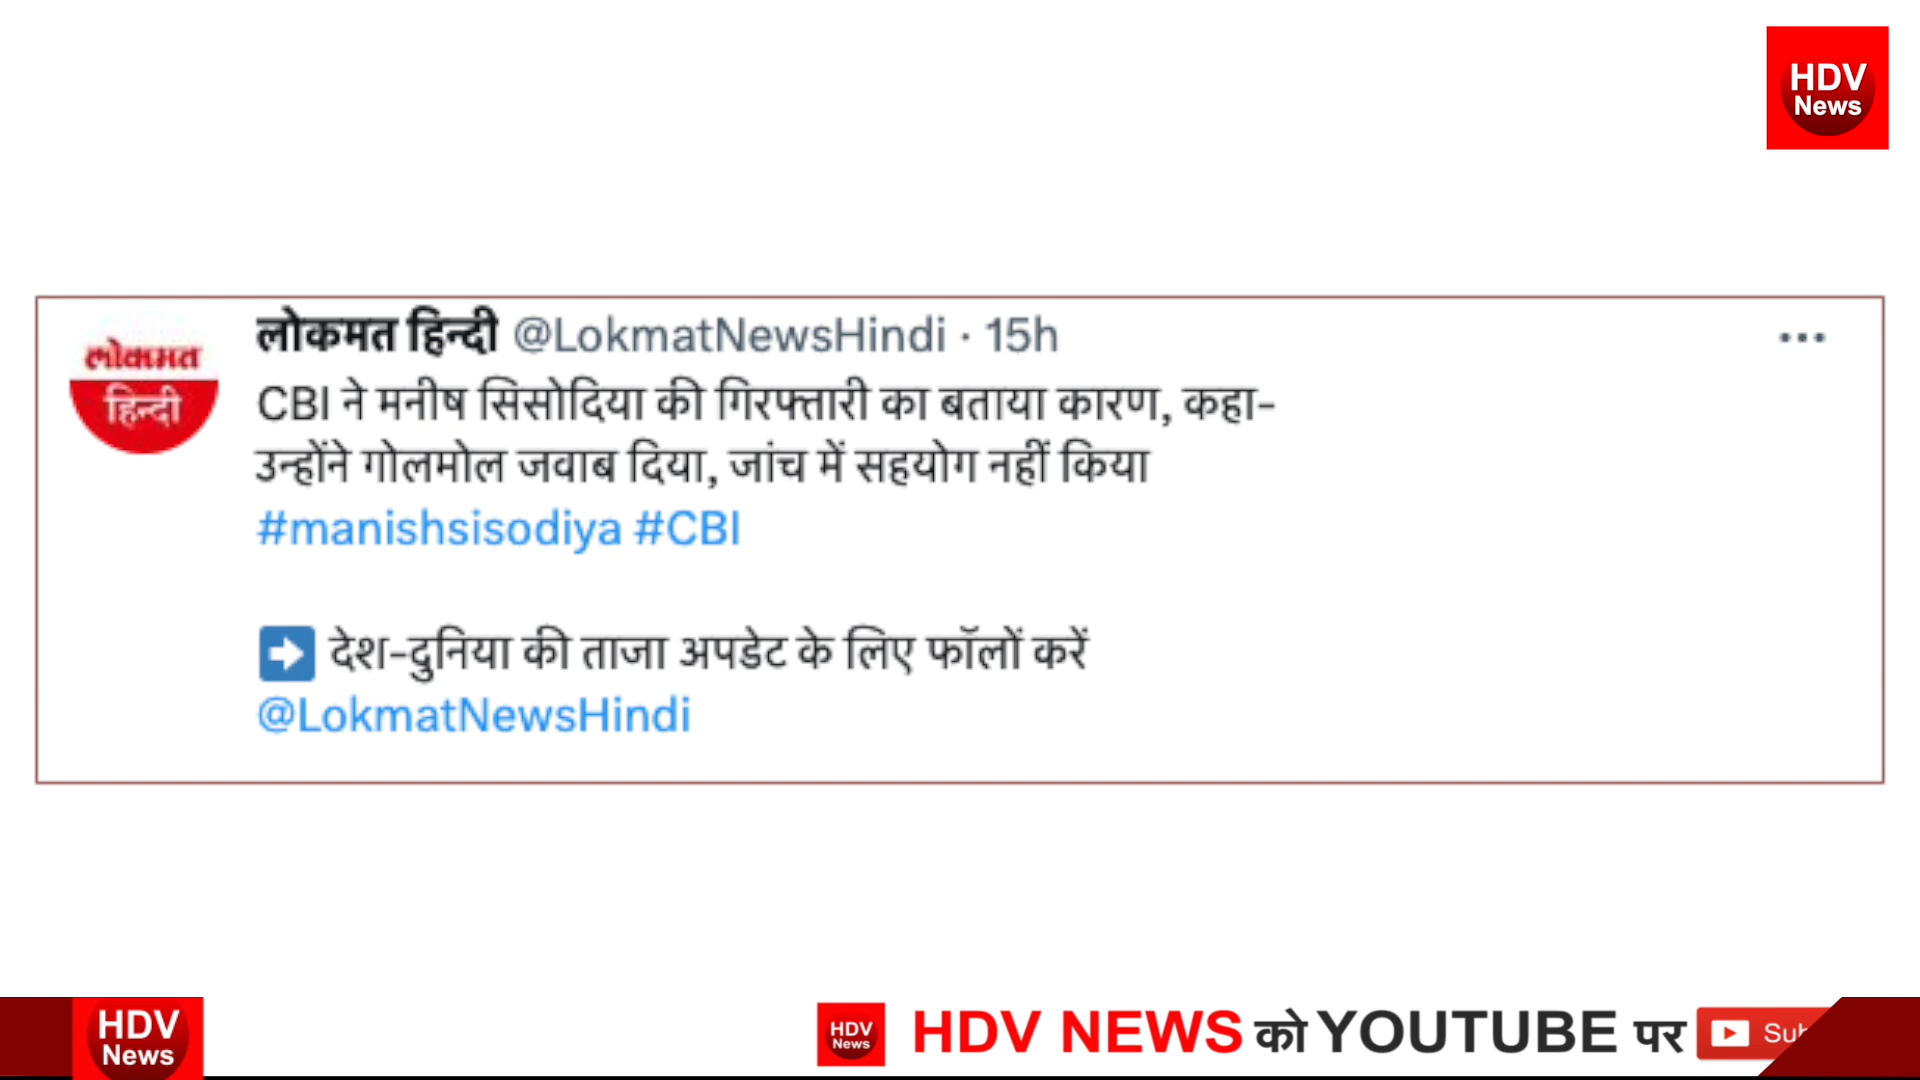 HDV
News
लोकमत हिन्दी @LokmatNewsHindi · 15h
लोकमत
हिन्दी
CBI ने मनीष सिसोदिया की गिरफ्तारी का बताया कारण, कहा-
उन्होंने गोलमोल जवाब दिया, जांच में सहयोग नहीं किया
#manishsisodiya #CBI
देश-दुनिया की ताजा अपडेट के लिए फॉलों करें
@LokmatNewsHindi
HDV
News
HDV
News
HDV NEWS को YOUTUBE पर